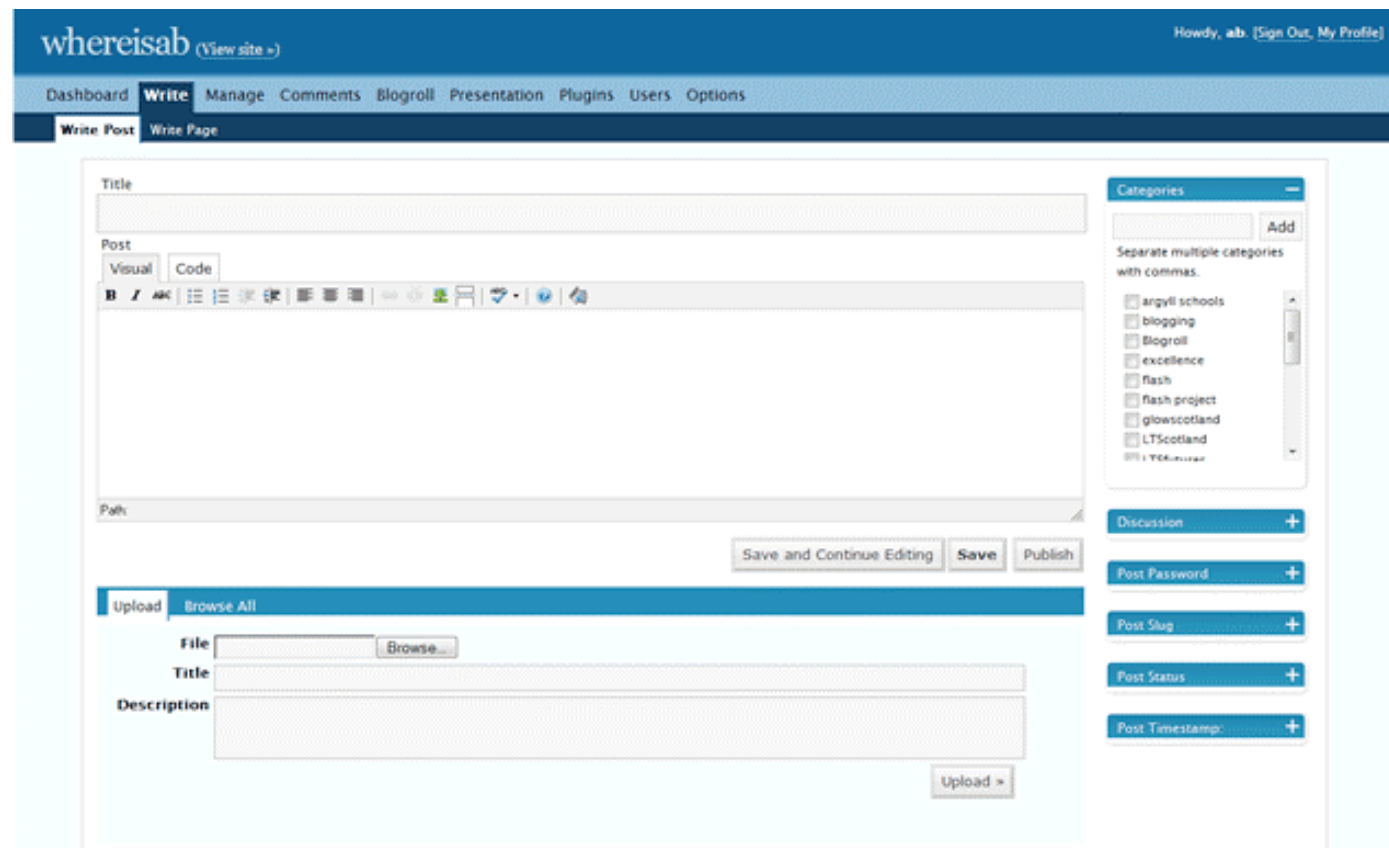 whereisab (View site »)
Howdy, ab. [Sign Out, My Profile]
Dashboard Write Manage Comments Blogroll Presentation Plugins Users Options
Write Post Write Page
Title
Post
Visual Code
B I ABC
Path:
Save and Continue Editing Save Publish
Upload Browse All
File Browse...
Title
Description
Upload »
Categories
Add
Separate multiple categories
with commas.
argyll schools
blogging
Blogroll
excellence
flash
flash project
glowscotland
LTScotland
Discussion
Post Password
Post Slug
Post Status
Post Timestamp: